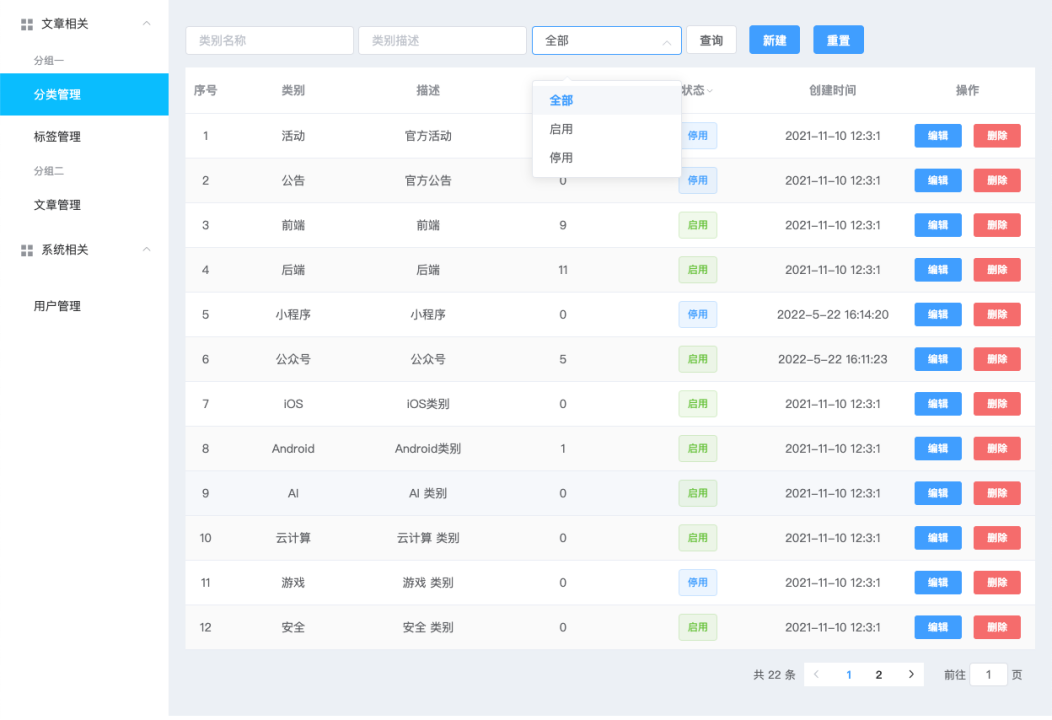 文章相关
分组一
分类管理
标签管理
分组二
文章管理
系统相关
用户管理
类别名称 类别描述 全部 查询 新建 重置
全部
启用
停用
序号 类别 描述 状态 创建时间 操作
1 活动 官方活动 停用 2021-11-10 12:3:1 编辑 删除
2 公告 官方公告 0 停用 2021-11-10 12:3:1 编辑 删除
3 前端 前端 9 启用 2021-11-10 12:3:1 编辑 删除
4 后端 后端 11 启用 2021-11-10 12:3:1 编辑 删除
5 小程序 小程序 0 停用 2022-5-22 16:14:20 编辑 删除
6 公众号 公众号 5 启用 2022-5-22 16:11:23 编辑 删除
7 iOS iOS类别 0 启用 2021-11-10 12:3:1 编辑 删除
8 Android Android类别 1 启用 2021-11-10 12:3:1 编辑 删除
9 AI AI 类别 0 启用 2021-11-10 12:3:1 编辑 删除
10 云计算 云计算 类别 0 启用 2021-11-10 12:3:1 编辑 删除
11 游戏 游戏 类别 0 停用 2021-11-10 12:3:1 编辑 删除
12 安全 安全 类别 0 启用 2021-11-10 12:3:1 编辑 删除
共 22 条 1 2 前往 1 页